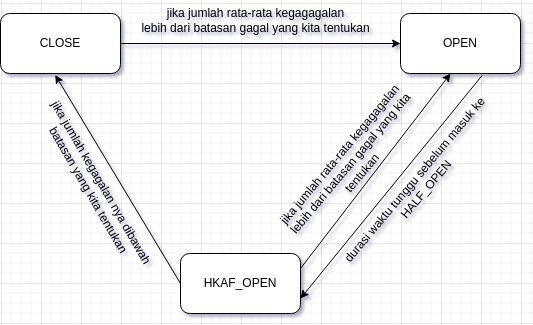 jika jumlah rata-rata kegagagalan
lebih dari batasan gagal yang kita tentukan
CLOSE
OPEN
jika jumlah kegagalan nya dibawah
batasan yang kita tentukan
jika jumlah rata-rata kegagagalan
lebih dari batasan gagal yang kita
tentukan
durasi waktu tunggu sebelum masuk ke
HALF_OPEN
HKAF_OPEN